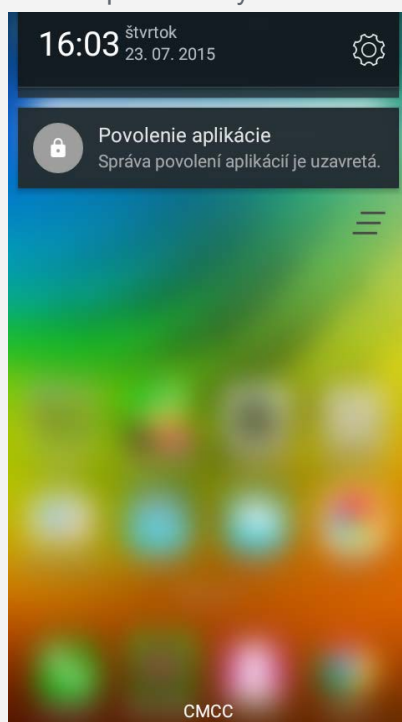 16:03
štvrtok
23. 07. 2015
Povolenie aplikácie
Správa povolení aplikácií je uzavretá.
CMCC